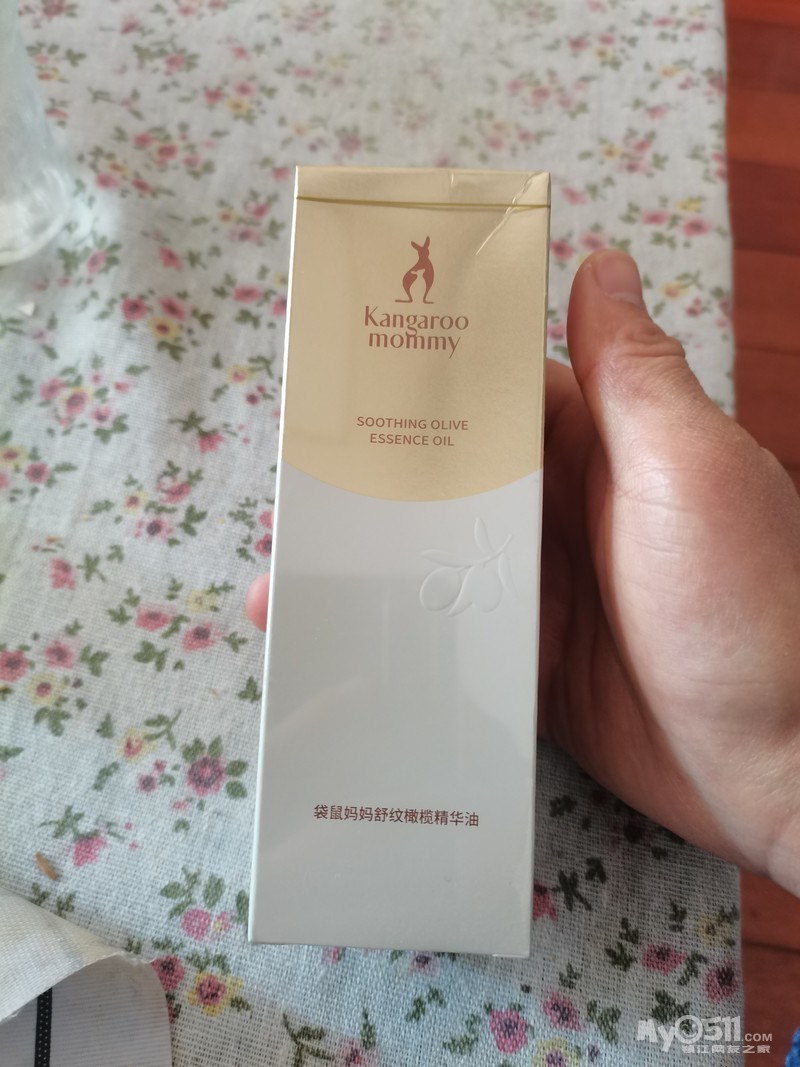 Kangaroo
mommy
SOOTHING OLIVE
ESSENCE OIL
袋鼠妈妈舒纹橄榄精华油
MyO511.COM
镇江网友之家